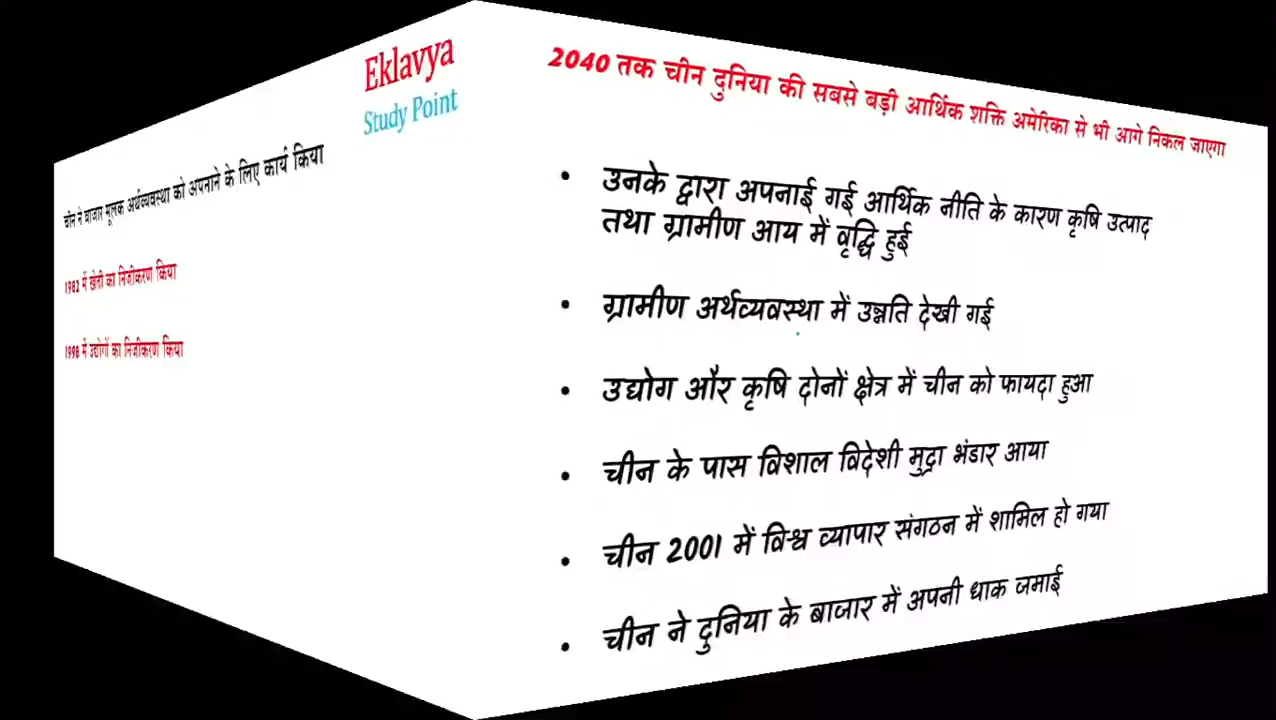 Eklavya
Study Point
चीन ने बाजार मूलक अर्थव्यवस्था को अपनाने के लिए कार्य किया
1982 में खेती का निजीकरण किया
1998 में उद्योगों का निजीकरण किया
2040 तक चीन दुनिया की सबसे बड़ी आर्थिक शक्ति अमेरिका से भी आगे निकल जाएगा
• उनके द्वारा अपनाई गई आर्थिक नीति के कारण कृषि उत्पाद
तथा ग्रामीण आय में वृद्धि हुई
• ग्रामीण अर्थव्यवस्था में उन्नति देखी गई
• उद्योग और कृषि दोनों क्षेत्र में चीन को फायदा हुआ
• चीन के पास विशाल विदेशी मुद्रा भंडार आया
• चीन 2001 में विश्व व्यापार संगठन में शामिल हो गया
• चीन ने दुनिया के बाजार में अपनी धाक जमाई